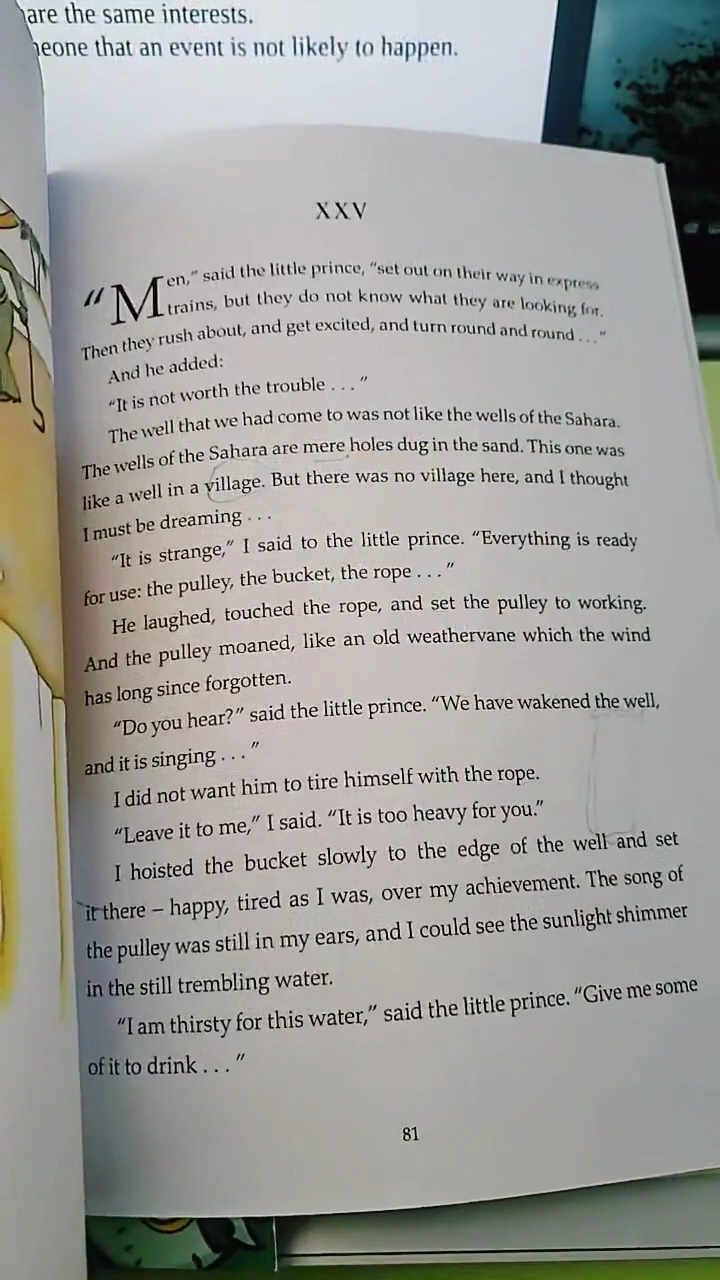 are the same interests.
that an event is not likely to happen.
XXV
“Men,” said the little prince, “set out on their way in express
trains, but they do not know what they are looking for.
Then they rush about, and get excited, and turn round and round . . .”
And he added:
“It is not worth the trouble . . .”
The well that we had come to was not like the wells of the Sahara.
The wells of the Sahara are mere holes dug in the sand. This one was
like a well in a village. But there was no village here, and I thought
I must be dreaming . . .
“It is strange,” I said to the little prince. “Everything is ready
for use: the pulley, the bucket, the rope . . .”
He laughed, touched the rope, and set the pulley to working.
And the pulley moaned, like an old weathervane which the wind
has long since forgotten.
“Do you hear?” said the little prince. “We have wakened the well,
and it is singing . . .”
I did not want him to tire himself with the rope.
“Leave it to me,” I said. “It is too heavy for you.”
I hoisted the bucket slowly to the edge of the well and set
it there – happy, tired as I was, over my achievement. The song of
the pulley was still in my ears, and I could see the sunlight shimmer
in the still trembling water.
“I am thirsty for this water,” said the little prince. “Give me some
of it to drink . . .”
81